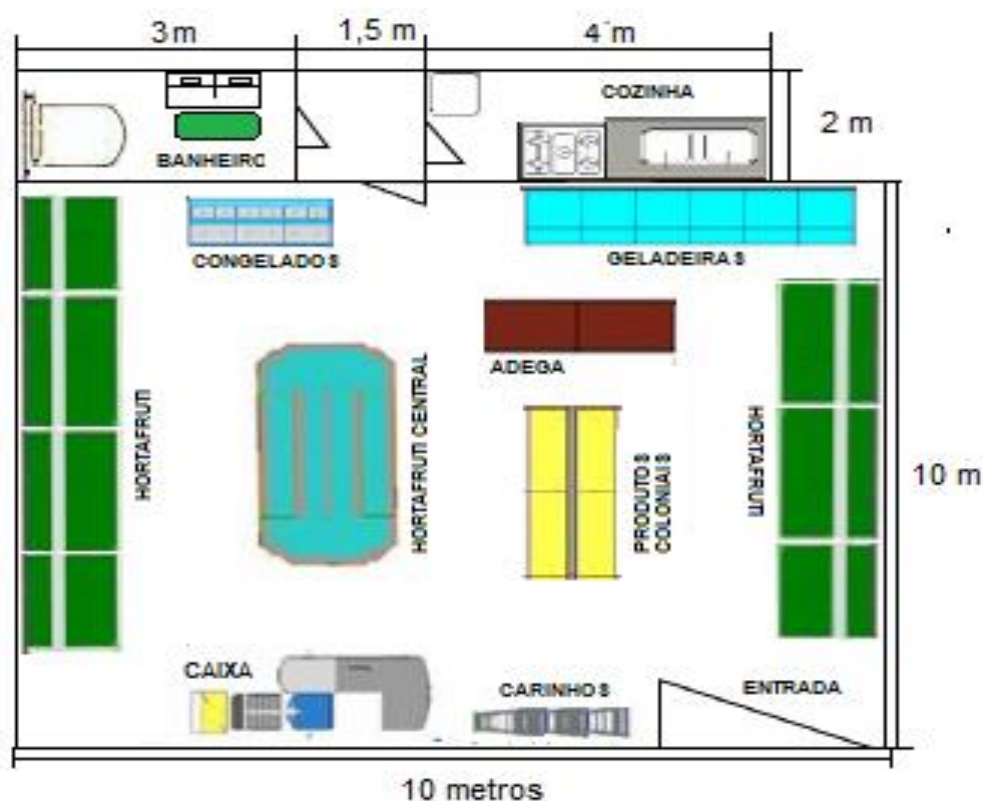 3m
1,5 m
4 m
COZINHA
2 m
BANHEIRO
CONGELADOS
GELADEIRAS
ADEGA
HORTAFRUTI
HORTAFRUTI CENTRAL
PRODUTOS
COLONIAIS
HORTAFRUTI
10 m
CAIXA
CARINHOS
ENTRADA
10 metros